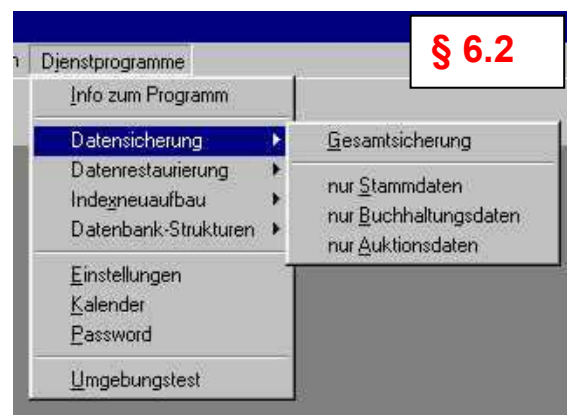 § 6.2
Dienstprogramme
Info zum Programm
Datensicherung
Datenrestaurierung
Indexneuaufbau
Datenbank-Strukturen
Einstellungen
Kalender
Password
Umgebungstest
Gesamtsicherung
nur Stammdaten
nur Buchhaltungsdaten
nur Auktionsdaten